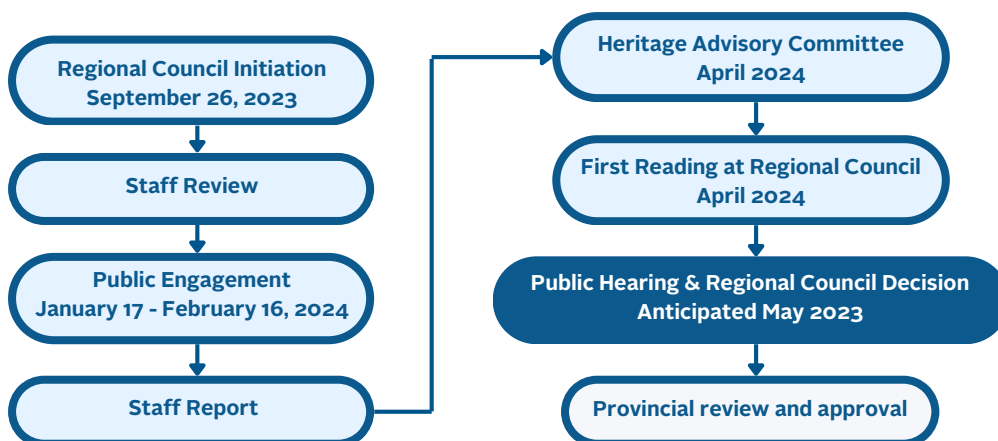 Regional Council Initiation
September 26, 2023
Staff Review
Public Engagement
January 17 - February 16, 2024
Staff Report
Heritage Advisory Committee
April 2024
First Reading at Regional Council
April 2024
Public Hearing & Regional Council Decision
Anticipated May 2023
Provincial review and approval